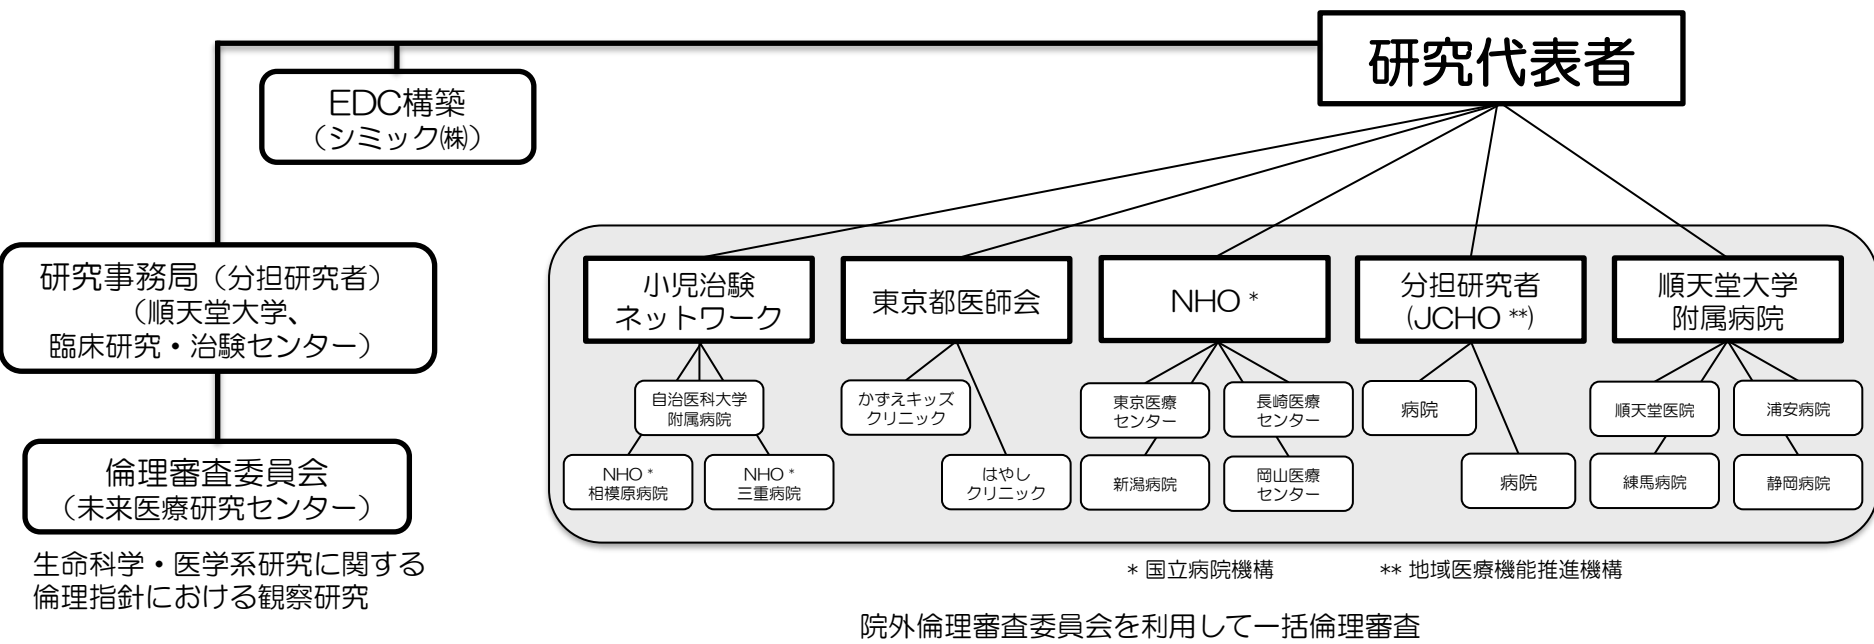 研究代表者
EDC構築
(シミック㈱)
研究事務局(分担研究者)
(順天堂大学、
臨床研究・治験センター)
倫理審査委員会
(未来医療研究センター)
生命科学・医学系研究に関する
倫理指針における観察研究
小児治験
ネットワーク
自治医科大学
附属病院
NHO *
相模原病院
NHO *
三重病院
東京都医師会
かずえキッズ
クリニック
はやし
クリニック
NHO *
東京医療
センター
長崎医療
センター
新潟病院
岡山医療
センター
分担研究者
(JCHO **)
病院
病院
順天堂大学
附属病院
順天堂医院
浦安病院
練馬病院
静岡病院
* 国立病院機構
** 地域医療機能推進機構
院外倫理審査委員会を利用して一括倫理審査